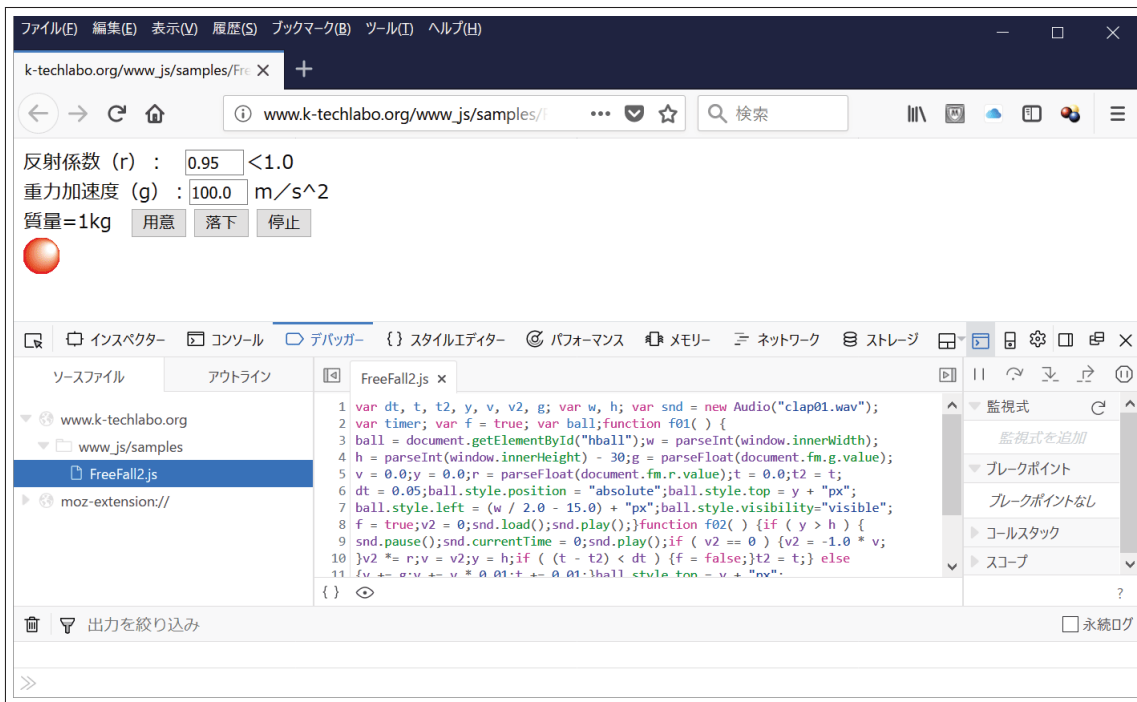 ファイル(F) 編集(E) 表示(V) 履歴(S) ブックマーク(B) ツール(T) ヘルプ(H)
k-techlabo.org/www_js/samples/Fre
www.k-techlabo.org/www_js/samples/ 検索
反射係数（r）： 0.95 <1.0
重力加速度（g）：100.0 m／s^2
質量=1kg 用意 落下 停止
インスペクター コンソール デバッガー {} スタイルエディター パフォーマンス メモリー ネットワーク ストレージ
ソースファイル アウトライン FreeFall2.js
www.k-techlabo.org
www_js/samples
FreeFall2.js
moz-extension://
1 var dt, t, t2, y, v, v2, g; var w, h; var snd = new Audio("clap01.wav");
2 var timer; var f = true; var ball;function f01( ) {
3 ball = document.getElementById("hball");w = parseInt(window.innerWidth);
4 h = parseInt(window.innerHeight) - 30;g = parseFloat(document.fm.g.value);
5 v = 0.0;y = 0.0;r = parseFloat(document.fm.r.value);t = 0.0;t2 = t;
6 dt = 0.05;ball.style.position = "absolute";ball.style.top = y + "px";
7 ball.style.left = (w / 2.0 - 15.0) + "px";ball.style.visibility="visible";
8 f = true;v2 = 0;snd.load();snd.play();}function f02( ) {if ( y > h ) {
9 snd.pause();snd.currentTime = 0;snd.play();if ( v2 == 0 ) {v2 = -1.0 * v;
10 }v2 *= r;v = v2;y = h;if ( (t - t2) < dt ) {f = false;}t2 = t;} else
11 {v += g;y += v * 0.01;t += 0.01;}ball.style.top = y + "px";
監視式
監視式を追加
ブレークポイント
ブレークポイントなし
コールスタック
スコープ
{ } ?
出力を絞り込み 永続ログ